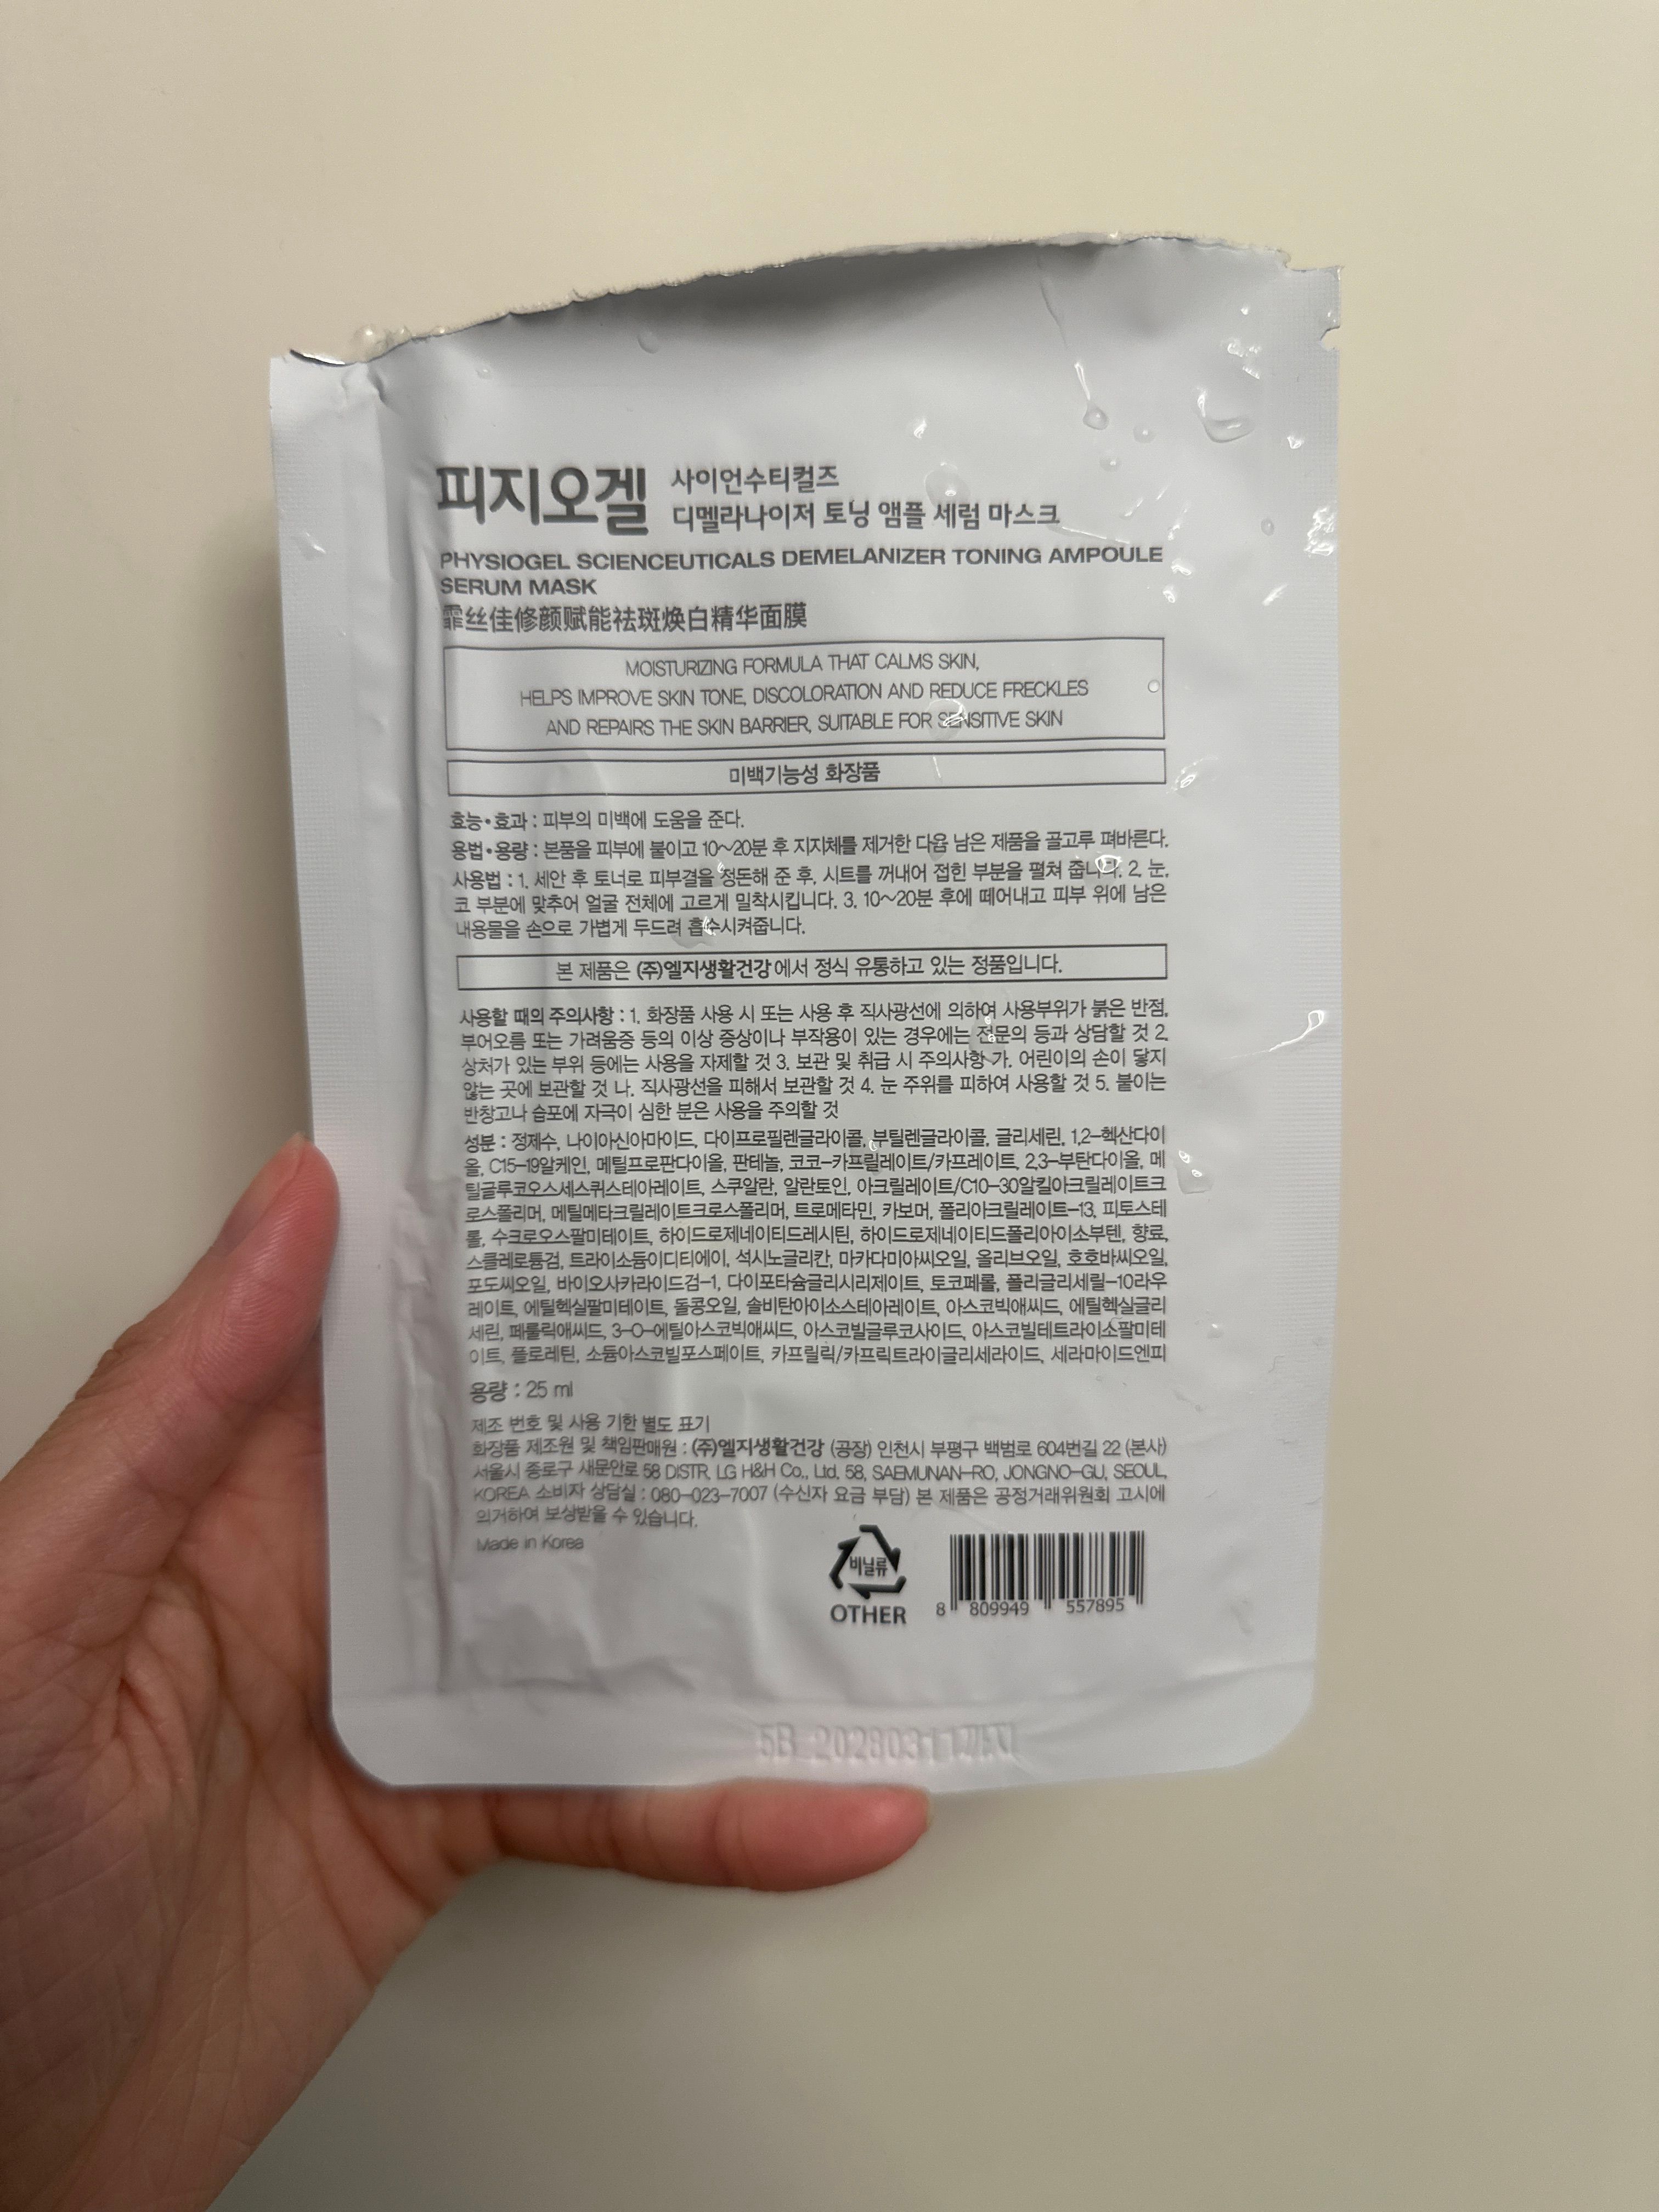 피지오겔 사이언수티컬즈
디멜라나이저 토닝 앰플 세럼 마스크
PHYSIOGEL SCIENCEUTICALS DEMELANIZER TONING AMPOULE
SERUM MASK
霏丝佳修颜赋能祛斑焕白精华面膜
MOISTURIZING FORMULA THAT CALMS SKIN,
HELPS IMPROVE SKIN TONE, DISCOLORATION AND REDUCE FRECKLES
AND REPAIRS THE SKIN BARRIER, SUITABLE FOR SENSITIVE SKIN
미백기능성 화장품
효능•효과 : 피부의 미백에 도움을 준다.
용법•용량 : 본품을 피부에 붙이고 10~20분 후 지지체를 제거한 다음 남은 제품을 골고루 펴바른다.
사용법 : 1. 세안 후 토너로 피부결을 정돈해 준 후, 시트를 꺼내어 접힌 부분을 펼쳐 줍니다. 2. 눈,
코 부분에 맞추어 얼굴 전체에 고르게 밀착시킵니다. 3. 10~20분 후에 떼어내고 피부 위에 남은
내용물을 손으로 가볍게 두드려 흡수시켜줍니다.
본 제품은 (주)엘지생활건강에서 정식 유통하고 있는 정품입니다.
사용할 때의 주의사항 : 1. 화장품 사용 시 또는 사용 후 직사광선에 의하여 사용부위가 붉은 반점,
부어오름 또는 가려움증 등의 이상 증상이나 부작용이 있는 경우에는 전문의 등과 상담할 것 2.
상처가 있는 부위 등에는 사용을 자제할 것 3. 보관 및 취급 시 주의사항 가. 어린이의 손이 닿지
않는 곳에 보관할 것 나. 직사광선을 피해서 보관할 것 4. 눈 주위를 피하여 사용할 것 5. 붙이는
반창고나 습포에 자극이 심한 분은 사용을 주의할 것
성분 : 정제수, 나이아신아마이드, 다이프로필렌글라이콜, 부틸렌글라이콜, 글리세린, 1,2-헥산다이
올, C15-19알케인, 메틸프로판다이올, 판테놀, 코코-카프릴레이트/카프레이트, 2,3-부탄다이올, 메
틸글루코오스세스퀴스테아레이트, 스쿠알란, 알란토인, 아크릴레이트/C10-30알킬아크릴레이트크
로스폴리머, 메틸메타크릴레이트크로스폴리머, 트로메타민, 카보머, 폴리아크릴레이트-13, 피토스테
롤, 수크로오스팔미테이트, 하이드로제네이티드레시틴, 하이드로제네이티드폴리아이소부텐, 향료,
스클레로튬검, 트라이소듐이디티에이, 석시노글리칸, 마카다미아씨오일, 올리브오일, 호호바씨오일,
포도씨오일, 바이오사카라이드검-1, 다이포타슘글리시리제이트, 토코페롤, 폴리글리세릴-10라우
레이트, 에틸헥실팔미테이트, 돌콩오일, 솔비탄아이소스테아레이트, 아스코빅애씨드, 에틸헥실글리
세린, 페룰릭애씨드, 3-O-에틸아스코빅애씨드, 아스코빌글루코사이드, 아스코빌테트라이소팔미테
이트, 플로레틴, 소듐아스코빌포스페이트, 카프릴릭/카프릭트라이글리세라이드, 세라마이드엔피
용량 : 25 ml
제조 번호 및 사용 기한 별도 표기
화장품 제조원 및 책임판매원 : (주)엘지생활건강 (공장) 인천시 부평구 백범로 604번길 22 (본사)
서울시 종로구 새문안로 58 DISTR. LG H&H Co., Ltd. 58, SAEMUNAN-RO, JONGNO-GU, SEOUL,
KOREA 소비자 상담실 : 080-023-7007 (수신자 요금 부담) 본 제품은 공정거래위원회 고시에
의거하여 보상받을 수 있습니다.
Made in Korea
비닐류
OTHER
8 809949 557895
5B 20280311까지